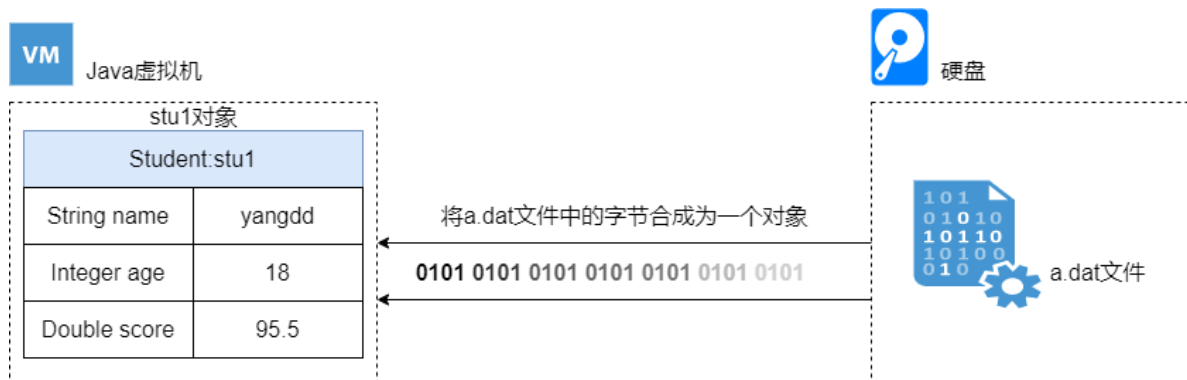 VM
Java虚拟机
硬盘
stu1对象
Student:stu1
String name
yangdd
Integer age
18
Double score
95.5
将a.dat文件中的字节合成为一个对象
0101 0101 0101 0101 0101 0101 0101
101
01010
10110
10100
010
a.dat文件